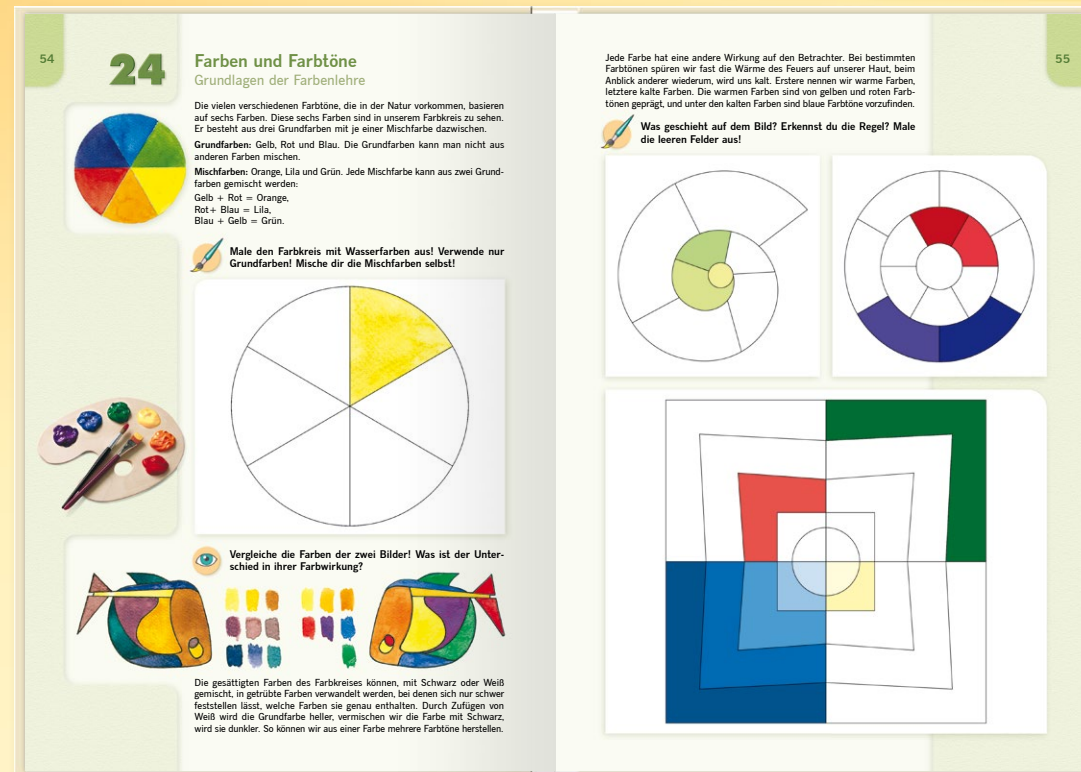 54
24
Farben und Farbtöne
Grundlagen der Farbenlehre
Die vielen verschiedenen Farbtöne, die in der Natur vorkommen, basieren
auf sechs Farben. Diese sechs Farben sind in unserem Farbkreis zu sehen.
Er besteht aus drei Grundfarben mit je einer Mischfarbe dazwischen.
Grundfarben: Gelb, Rot und Blau. Die Grundfarben kann man nicht aus
anderen Farben mischen.
Mischfarben: Orange, Lila und Grün. Jede Mischfarbe kann aus zwei Grund-
farben gemischt werden:
Gelb + Rot = Orange,
Rot+ Blau = Lila,
Blau + Gelb = Grün.
Male den Farbkreis mit Wasserfarben aus! Verwende nur
Grundfarben! Mische dir die Mischfarben selbst!
Vergleiche die Farben der zwei Bilder! Was ist der Unter-
schied in ihrer Farbwirkung?
Die gesättigten Farben des Farbkreises können, mit Schwarz oder Weiß
gemischt, in getrübte Farben verwandelt werden, bei denen sich nur schwer
feststellen lässt, welche Farben sie genau enthalten. Durch Zufügen von
Weiß wird die Grundfarbe heller, vermischen wir die Farbe mit Schwarz,
wird sie dunkler. So können wir aus einer Farbe mehrere Farbtöne herstellen.
55
Jede Farbe hat eine andere Wirkung auf den Betrachter. Bei bestimmten
Farbtönen spüren wir fast die Wärme des Feuers auf unserer Haut, beim
Anblick anderer wiederum, wird uns kalt. Erstere nennen wir warme Farben,
letztere kalte Farben. Die warmen Farben sind von gelben und roten Farb-
tönen geprägt, und unter den kalten Farben sind blaue Farbtöne vorzufinden.
Was geschieht auf dem Bild? Erkennst du die Regel? Male
die leeren Felder aus!